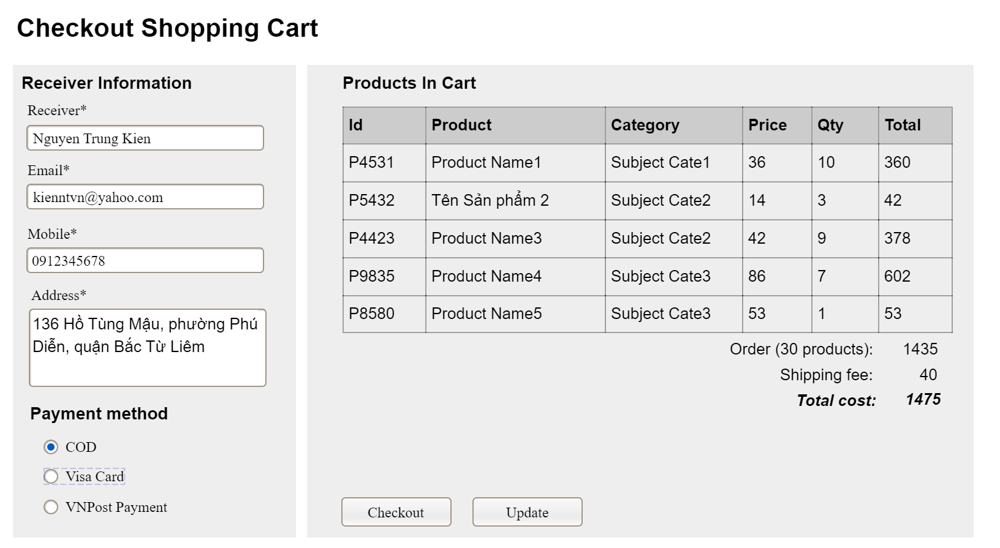 Checkout Shopping Cart
Receiver Information
Receiver*
Nguyen Trung Kien
Email*
kienntvn@yahoo.com
Mobile*
0912345678
Address*
136 Hồ Tùng Mậu, phường Phú
Diễn, quận Bắc Từ Liêm
Payment method
COD
Visa Card
VNPost Payment
Products In Cart
Id Product Category Price Qty Total
P4531 Product Name1 Subject Cate1 36 10 360
P5432 Tên Sản phẩm 2 Subject Cate2 14 3 42
P4423 Product Name3 Subject Cate2 42 9 378
P9835 Product Name4 Subject Cate3 86 7 602
P8580 Product Name5 Subject Cate3 53 1 53
Order (30 products): 1435
Shipping fee: 40
Total cost: 1475
Checkout Update